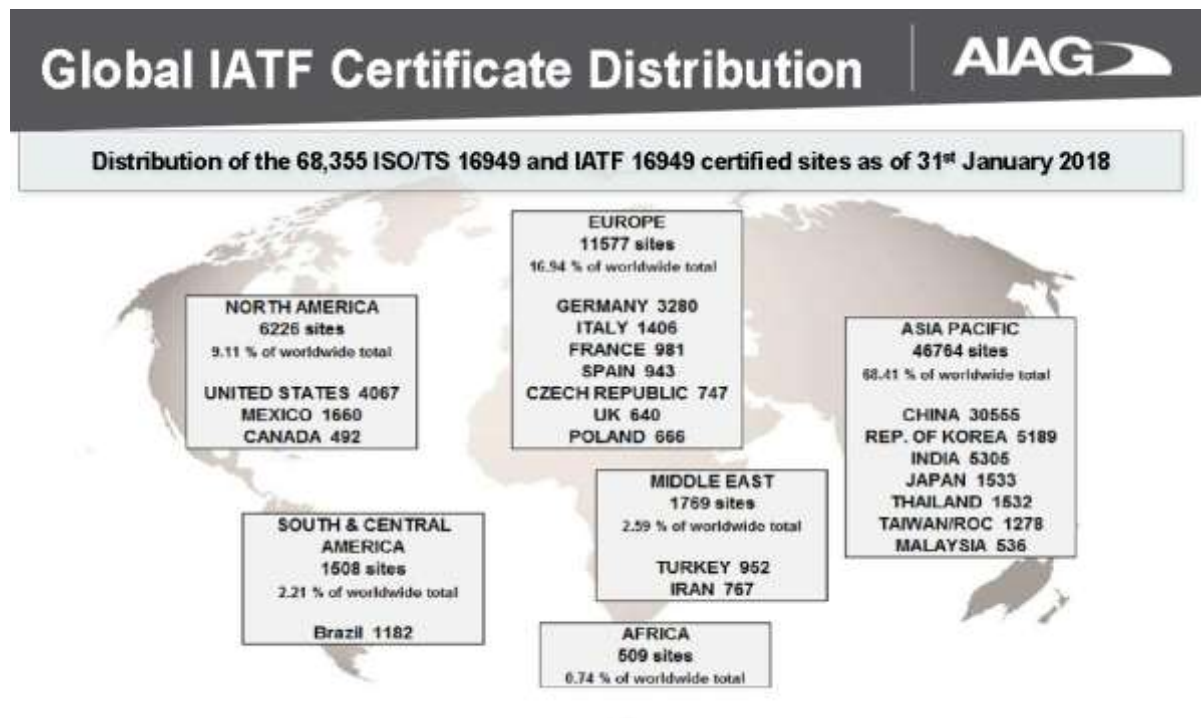 Global IATF Certificate Distribution
AIAG
Distribution of the 68,355 ISO/TS 16949 and IATF 16949 certified sites as of 31st January 2018
NORTH AMERICA
6226 sites
9.11 % of worldwide total
UNITED STATES 4067
MEXICO 1660
CANADA 492
EUROPE
11577 sites
16.94 % of worldwide total
GERMANY 3280
ITALY 1406
FRANCE 981
SPAIN 943
CZECH REPUBLIC 747
UK 640
POLAND 666
ASIA PACIFIC
46764 sites
68.41 % of worldwide total
CHINA 30555
REP. OF KOREA 5189
INDIA 5305
JAPAN 1533
THAILAND 1532
TAIWAN/ROC 1278
MALAYSIA 536
SOUTH & CENTRAL
AMERICA
1508 sites
2.21 % of worldwide total
Brazil 1182
MIDDLE EAST
1769 sites
2.59 % of worldwide total
TURKEY 952
IRAN 767
AFRICA
509 sites
0.74 % of worldwide total